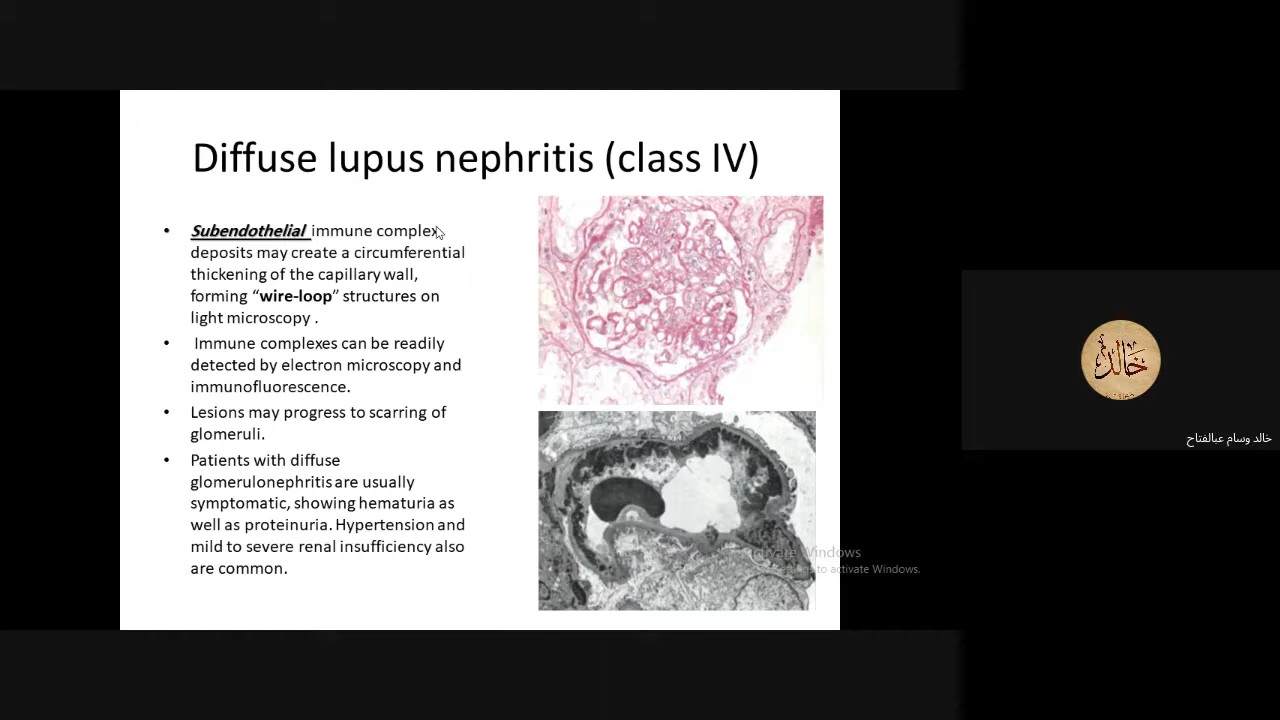 Diffuse lupus nephritis (class IV)
• Subendothelial immune complex
deposits may create a circumferential
thickening of the capillary wall,
forming “wire-loop” structures on
light microscopy .
• Immune complexes can be readily
detected by electron microscopy and
immunofluorescence.
• Lesions may progress to scarring of
glomeruli.
• Patients with diffuse
glomerulonephritis are usually
symptomatic, showing hematuria as
well as proteinuria. Hypertension and
mild to severe renal insufficiency also
are common.
Windows
to activate Windows.
خالد
خالد وسام عبالفتاح